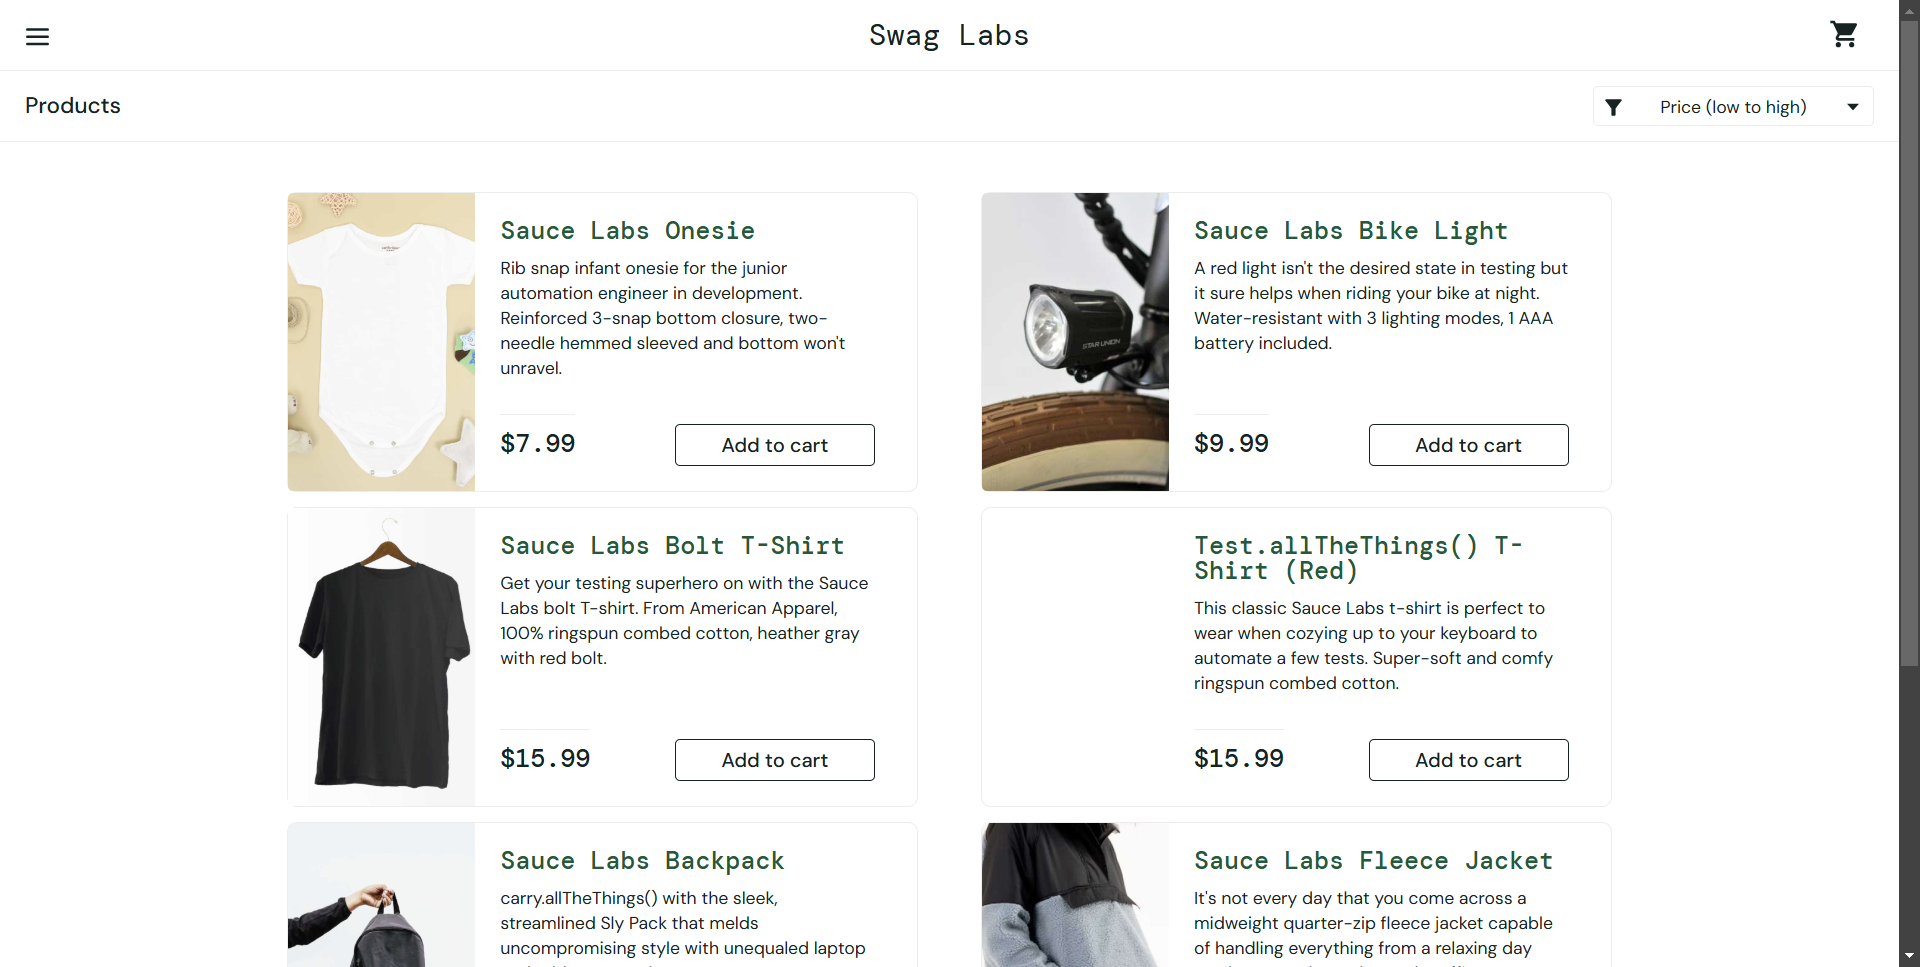 Swag Labs
Products
Price (low to high)
Sauce Labs Onesie
Rib snap infant onesie for the junior
automation engineer in development.
Reinforced 3-snap bottom closure, two-
needle hemmed sleeved and bottom won't
unravel.
$7.99
Add to cart
Sauce Labs Bike Light
A red light isn't the desired state in testing but
it sure helps when riding your bike at night.
Water-resistant with 3 lighting modes, 1 AAA
battery included.
$9.99
Add to cart
STAR UNION
Sauce Labs Bolt T-Shirt
Get your testing superhero on with the Sauce
Labs bolt T-shirt. From American Apparel,
100% ringspun combed cotton, heather gray
with red bolt.
$15.99
Add to cart
Test.allTheThings() T-
Shirt (Red)
This classic Sauce Labs t-shirt is perfect to
wear when cozying up to your keyboard to
automate a few tests. Super-soft and comfy
ringspun combed cotton.
$15.99
Add to cart
Sauce Labs Backpack
carry.allTheThings() with the sleek,
streamlined Sly Pack that melds
uncompromising style with unequaled laptop
Sauce Labs Fleece Jacket
It's not every day that you come across a
midweight quarter-zip fleece jacket capable
of handling everything from a relaxing day